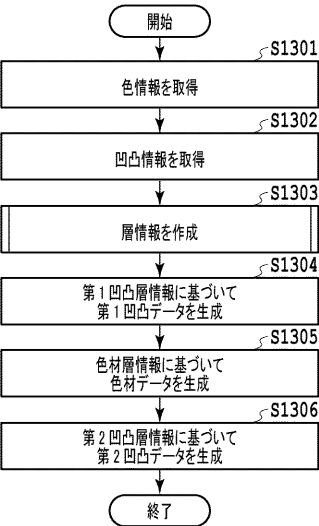 開始
S1301
色情報を取得
S1302
凹凸情報を取得
S1303
層情報を作成
S1304
第1凹凸層情報に基づいて
第1凹凸データを生成
S1305
色材層情報に基づいて
色材データを生成
S1306
第2凹凸層情報に基づいて
第2凹凸データを生成
終了